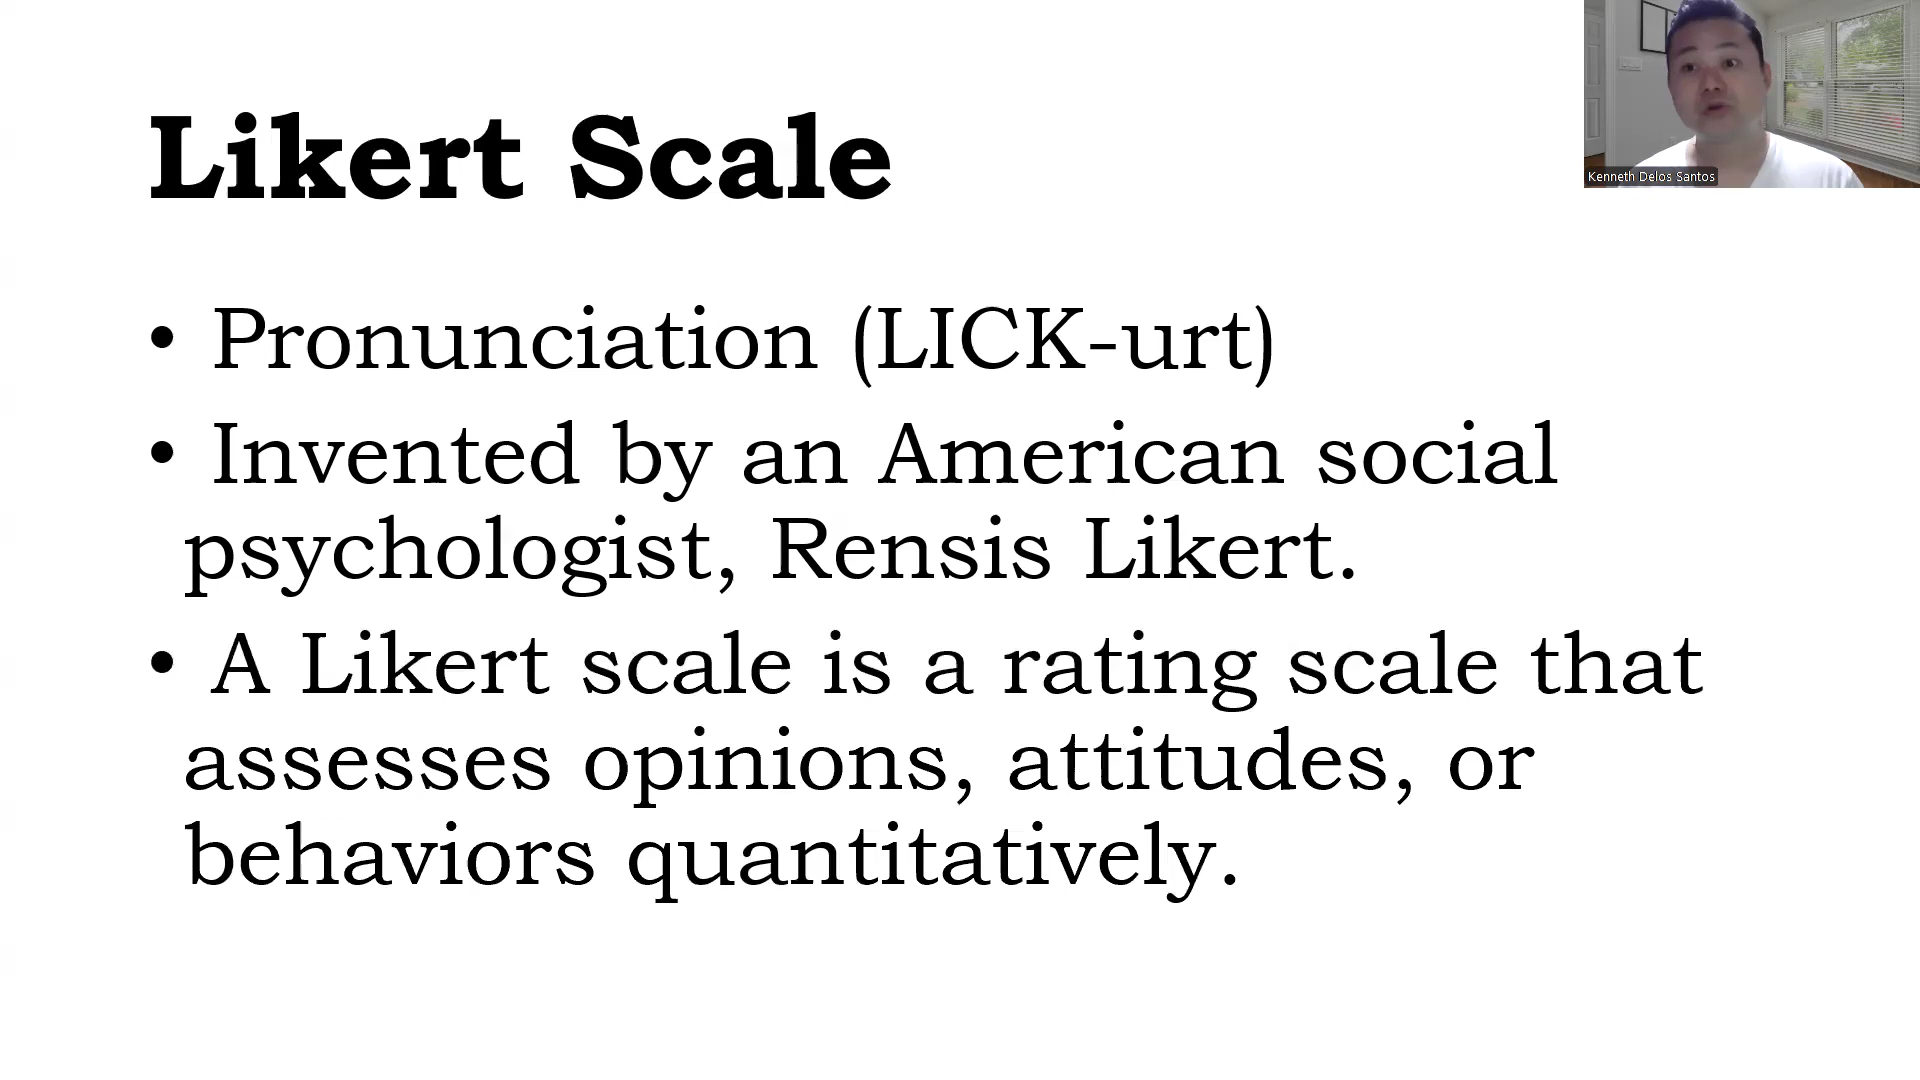 Likert Scale
Kenneth Delos Santos
• Pronunciation (LICK-urt)
• Invented by an American social
psychologist, Rensis Likert.
• A Likert scale is a rating scale that
assesses opinions, attitudes, or
behaviors quantitatively.